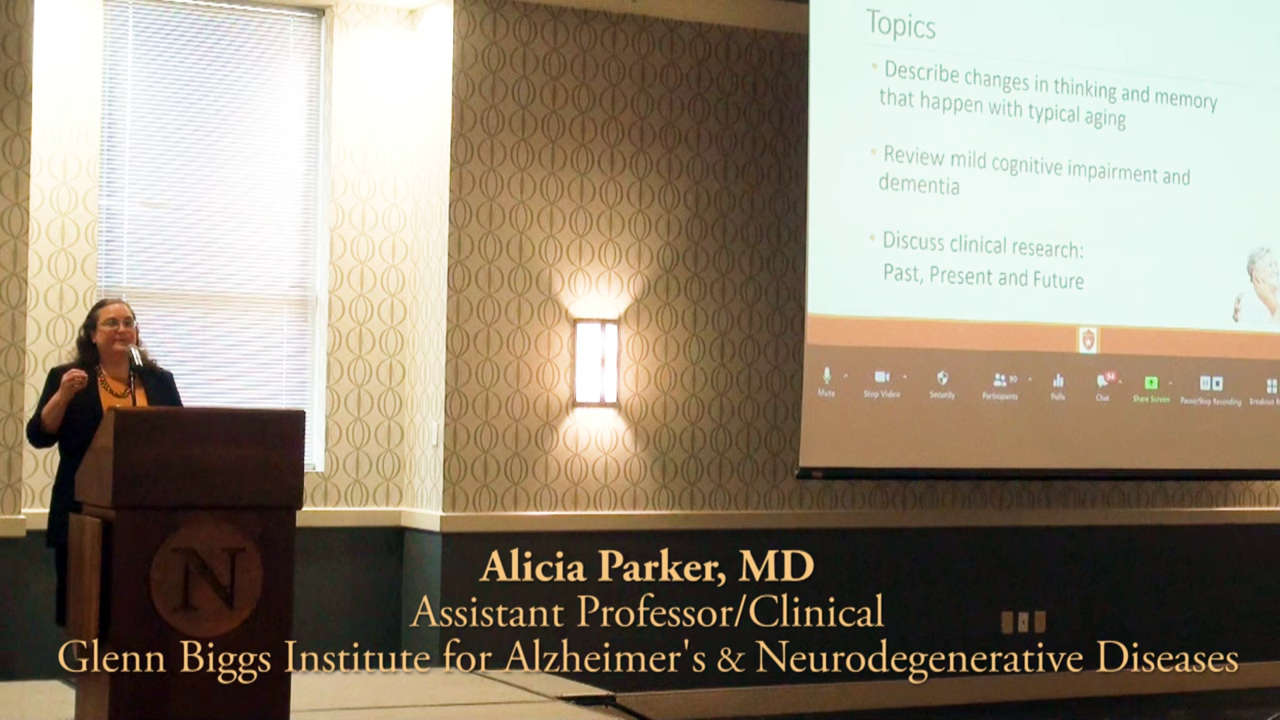 Topics
Describe changes in thinking and memory
that happen with typical aging
Review mild cognitive impairment and
dementia
Discuss clinical research:
Past, Present and Future
Mute
Stop Video
Security
Participants
Polls
Chat
Share Screen
Pause/Stop Recording
Breakout
N
Alicia Parker, MD
Assistant Professor/Clinical
Glenn Biggs Institute for Alzheimer's & Neurodegenerative Diseases